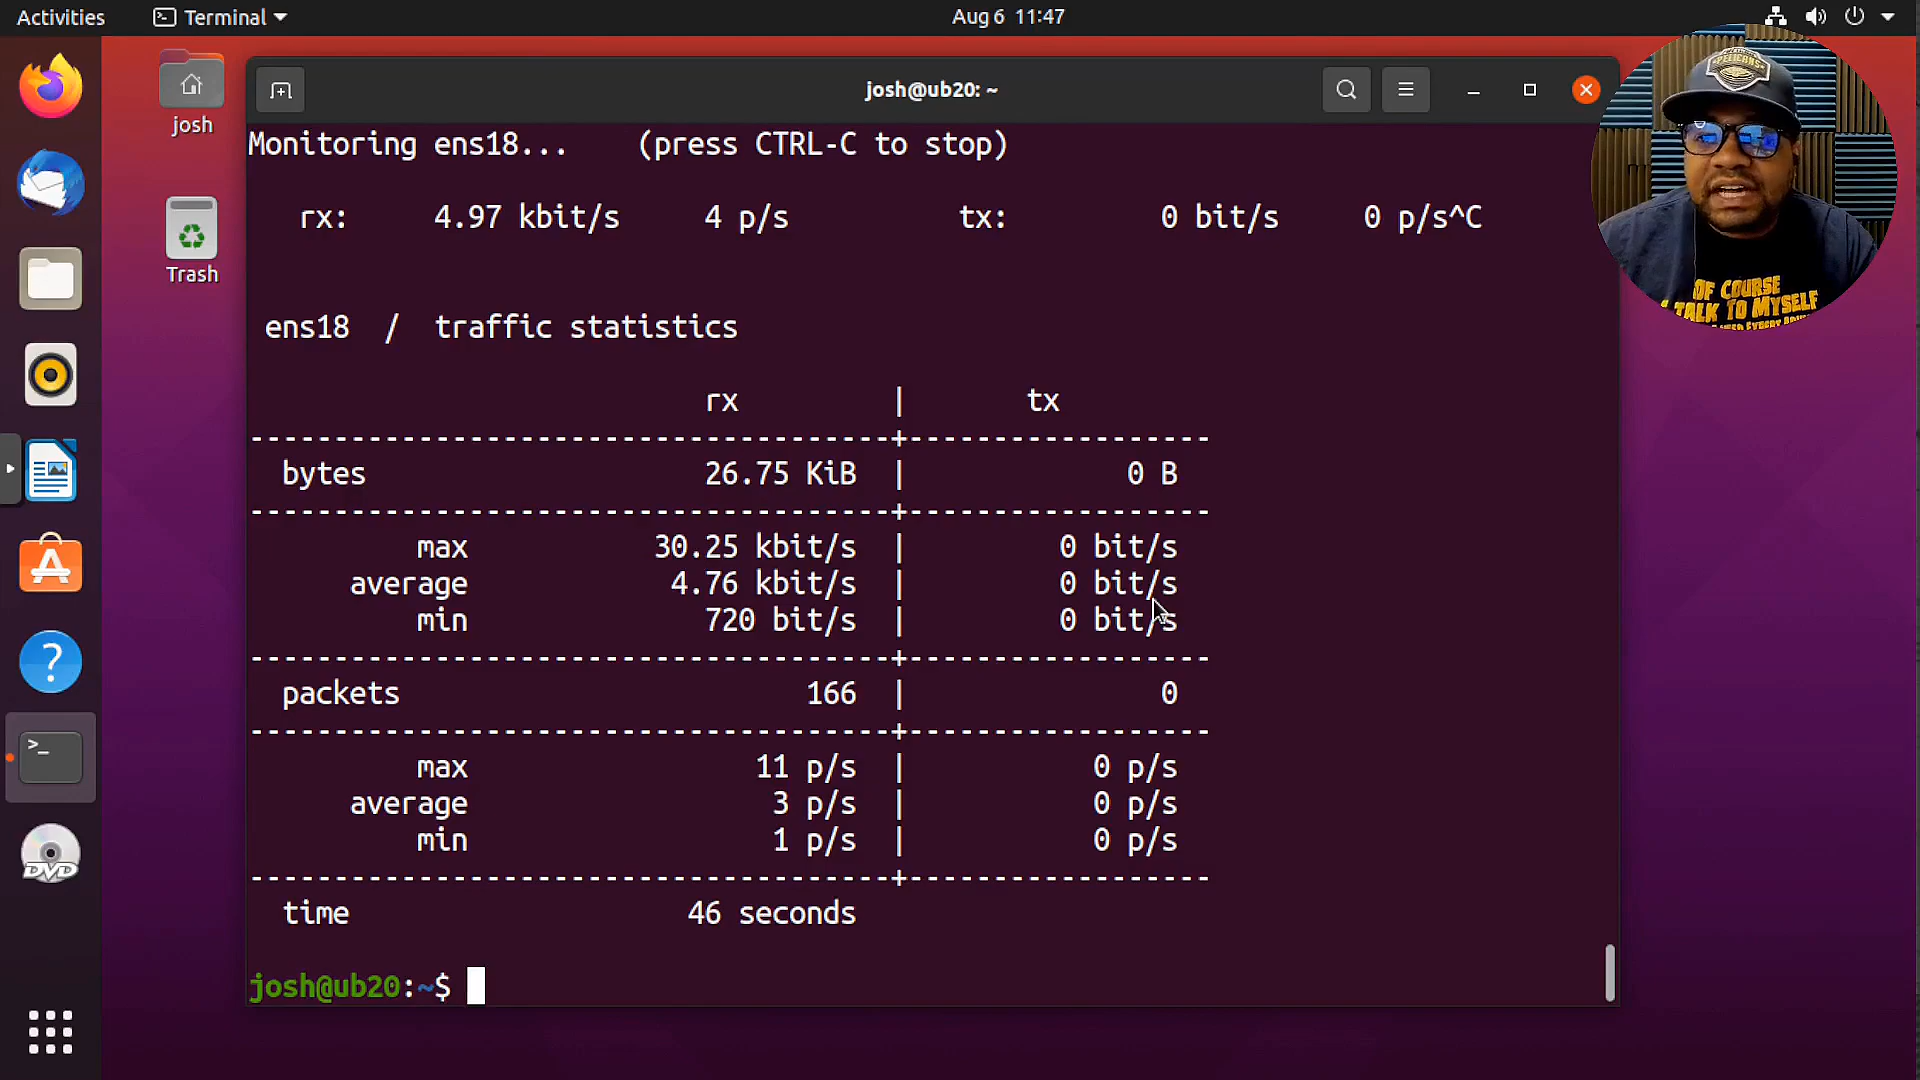 Activities Terminal Aug 6 11:47
josh
Trash
josh@ub20: ~
Monitoring ens18... (press CTRL-C to stop)
rx: 4.97 kbit/s 4 p/s tx: 0 bit/s 0 p/s^C
ens18 / traffic statistics
rx | tx
--------------------------------------+------------------
bytes 26.75 KiB | 0 B
--------------------------------------+------------------
max 30.25 kbit/s | 0 bit/s
average 4.76 kbit/s | 0 bit/s
min 720 bit/s | 0 bit/s
--------------------------------------+------------------
packets 166 | 0
--------------------------------------+------------------
max 11 p/s | 0 p/s
average 3 p/s | 0 p/s
min 1 p/s | 0 p/s
--------------------------------------+------------------
time 46 seconds
josh@ub20:~$
DVD
PELICANS
OF COURSE
TALK TO MYSELF